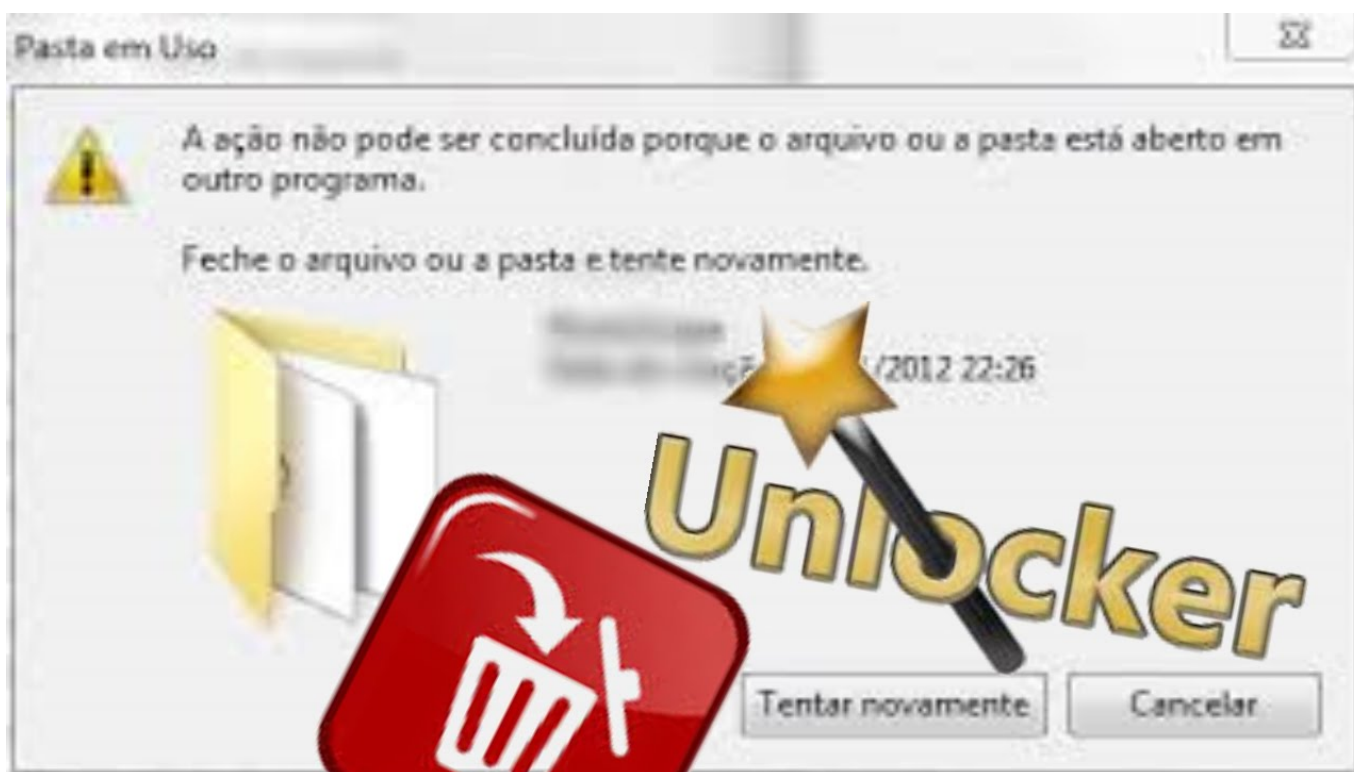 Pasta em Uso
A ação não pode ser concluída porque o arquivo ou a pasta está aberto em
outro programa.
Feche o arquivo ou a pasta e tente novamente.
/2012 22:26
Unlocker
Tentar novamente
Cancelar